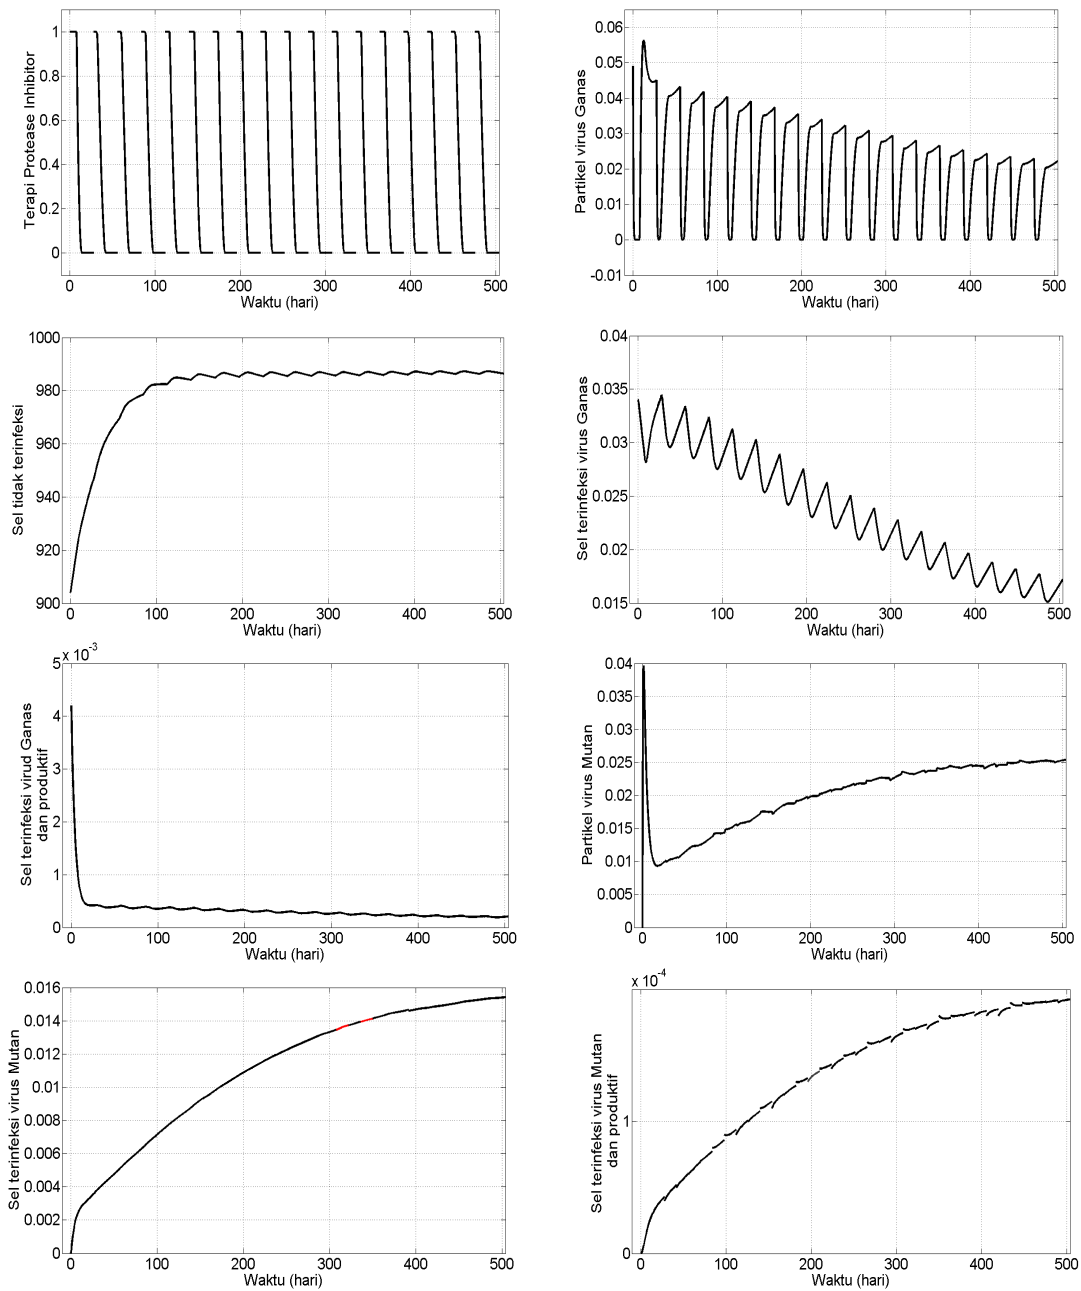 Terapi Protease Inhibitor
1
0.8
0.6
0.4
0.2
0
0 100 200 300 400 500
Waktu (hari)
Partikel virus Ganas
0.06
0.05
0.04
0.03
0.02
0.01
0
-0.01
0 100 200 300 400 500
Waktu (hari)
Sel tidak terinfeksi
1000
980
960
940
920
900
0 100 200 300 400 500
Waktu (hari)
Sel terinfeksi virus Ganas
0.04
0.035
0.03
0.025
0.02
0.015
0 100 200 300 400 500
Waktu (hari)
Sel terinfeksi virud Ganas
dan produktif
x 10⁻³
5
4
3
2
1
0
0 100 200 300 400 500
Waktu (hari)
Partikel virus Mutan
0.04
0.035
0.03
0.025
0.02
0.015
0.01
0.005
0
0 100 200 300 400 500
Waktu (hari)
Sel terinfeksi virus Mutan
0.016
0.014
0.012
0.01
0.008
0.006
0.004
0.002
0
0 100 200 300 400 500
Waktu (hari)
Sel terinfeksi virus Mutan
dan produktif
x 10⁻⁴
1
0
0 100 200 300 400 500
Waktu (hari)